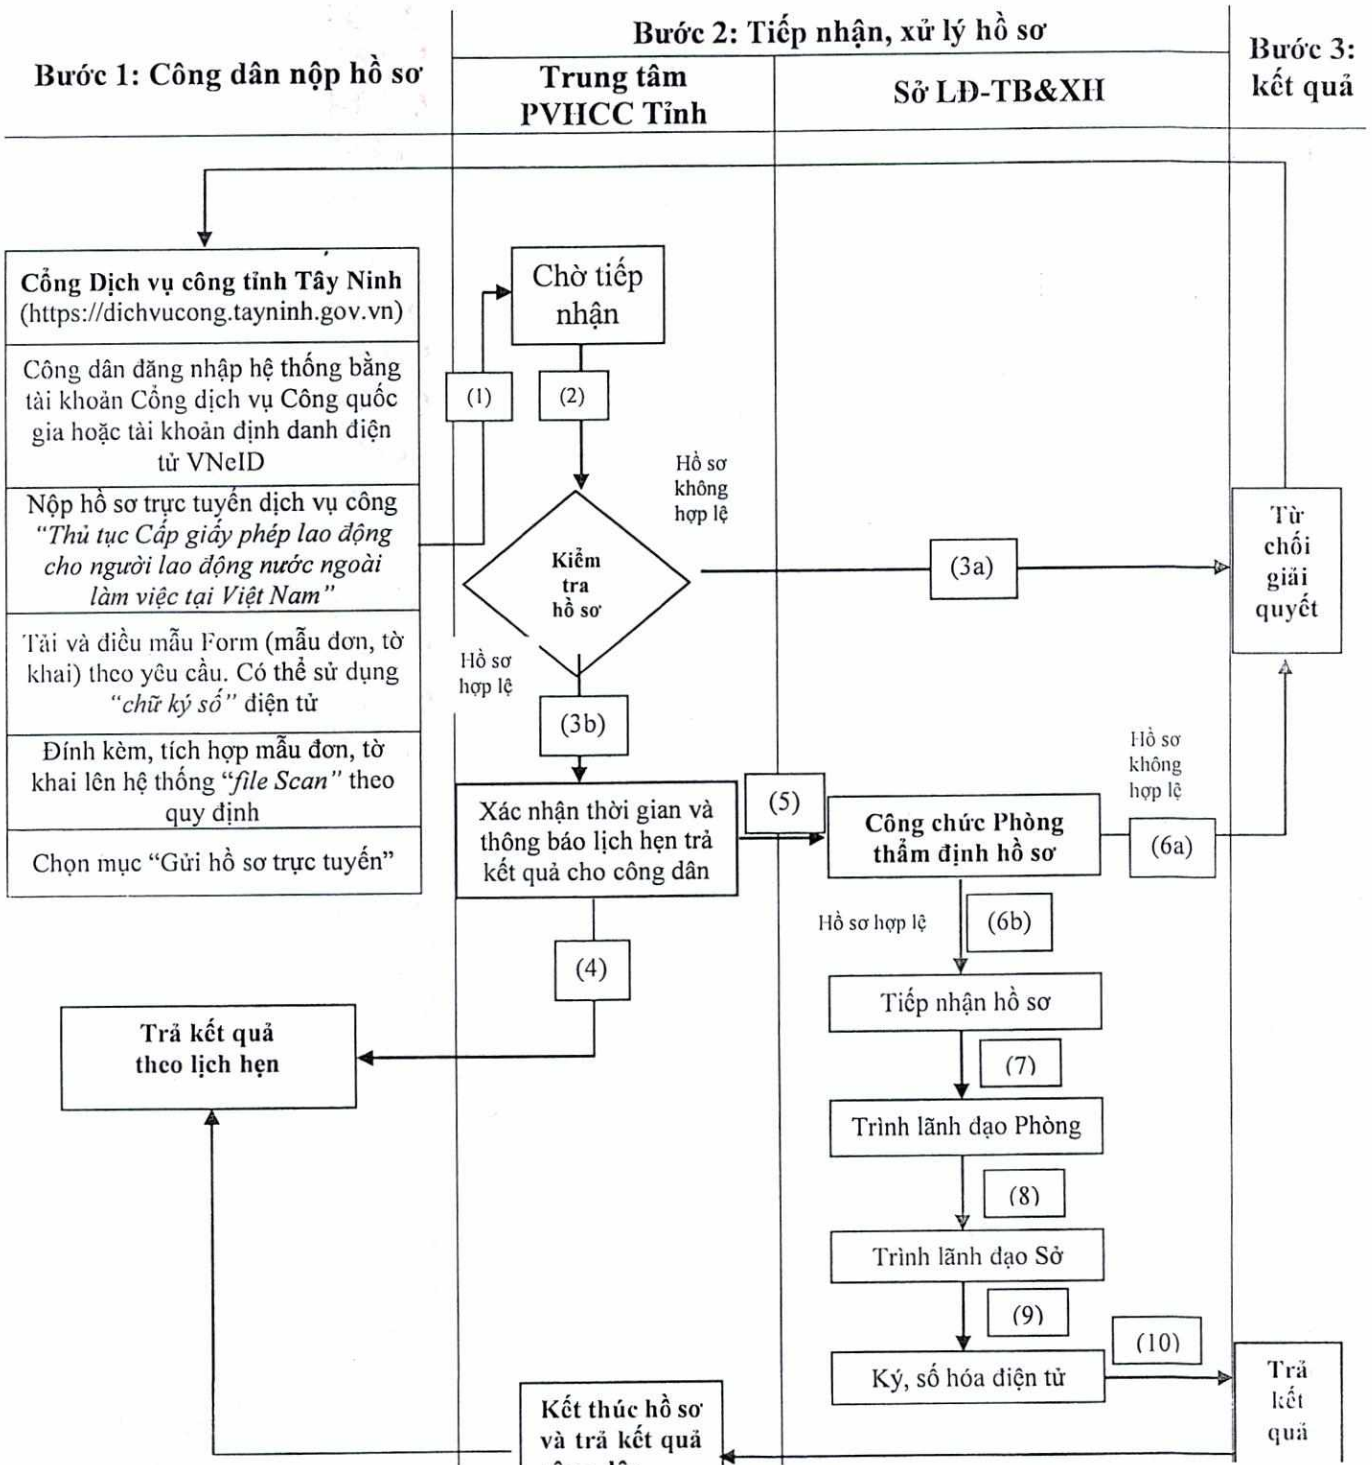 Bước 1: Công dân nộp hồ sơ
Bước 2: Tiếp nhận, xử lý hồ sơ
Trung tâm
PVHCC Tỉnh
Sở LĐ-TB&XH
Bước 3:
kết quả
Cổng Dịch vụ công tỉnh Tây Ninh
(https://dichvucong.tayninh.gov.vn)
Công dân đăng nhập hệ thống bằng
tài khoản Cổng dịch vụ Công quốc
gia hoặc tài khoản định danh điện
tử VNeID
Nộp hồ sơ trực tuyến dịch vụ công
“Thủ tục Cấp giấy phép lao động
cho người lao động nước ngoài
làm việc tại Việt Nam”
Tải và điều mẫu Form (mẫu đơn, tờ
khai) theo yêu cầu. Có thể sử dụng
“chữ ký số” điện tử
Đính kèm, tích hợp mẫu đơn, tờ
khai lên hệ thống “file Scan” theo
quy định
Chọn mục “Gửi hồ sơ trực tuyến”
(1)
Chờ tiếp
nhận
(2)
Kiểm
tra
hồ sơ
Hồ sơ
không
hợp lệ
(3a)
Từ
chối
giải
quyết
Hồ sơ
hợp lệ
(3b)
Xác nhận thời gian và
thông báo lịch hẹn trả
kết quả cho công dân
(5)
Công chức Phòng
thẩm định hồ sơ
Hồ sơ
không
hợp lệ
(6a)
(4)
Hồ sơ hợp lệ
(6b)
Tiếp nhận hồ sơ
Trả kết quả
theo lịch hẹn
(7)
Trình lãnh đạo Phòng
(8)
Trình lãnh đạo Sở
(9)
Ký, số hóa điện tử
(10)
Trả
kết
quả
Kết thúc hồ sơ
và trả kết quả